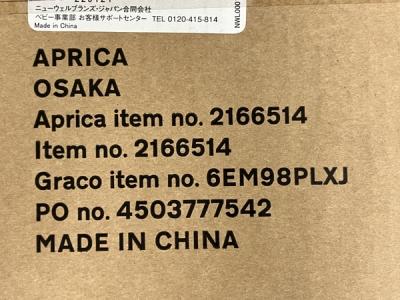 ニューウェルブランズ・ジャパン合同会社
ベビー事業部 お客様サポートセンター TEL 0120-415-814
Made in China
APRICA
OSAKA
Aprica item no. 2166514
Item no. 2166514
Graco item no. 6EM98PLXJ
PO no. 4503777542
MADE IN CHINA